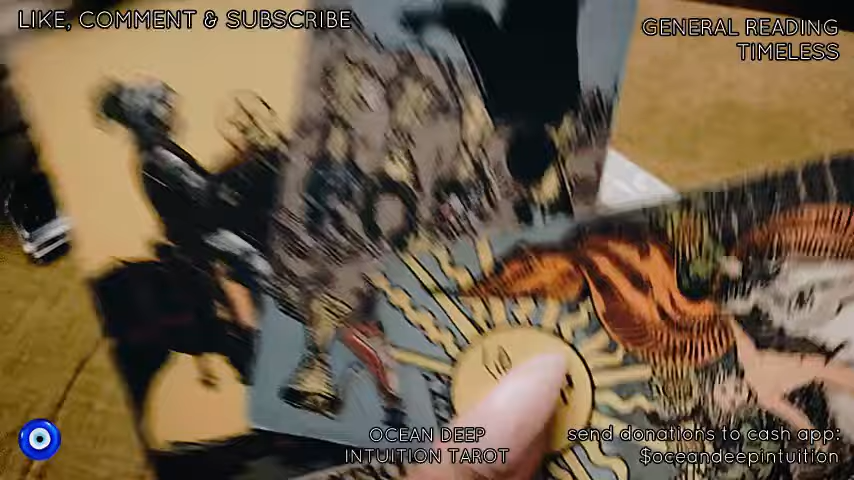 LIKE, COMMENT & SUBSCRIBE
GENERAL READING
TIMELESS
OCEAN DEEP
INTUITION TAROT
send donations to cash app:
$oceandeepintuition